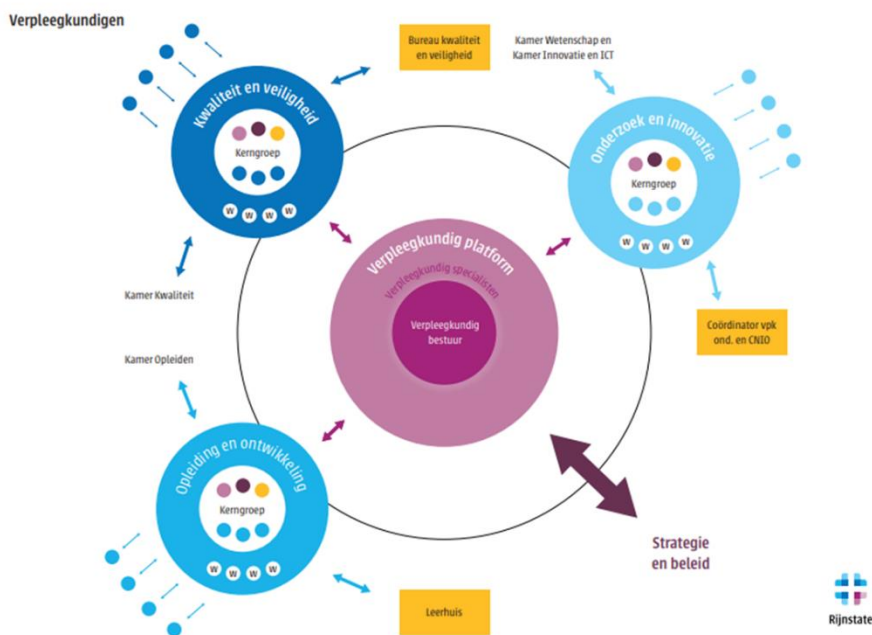 Verpleegkundigen
Bureau kwaliteit
en veiligheid
Kamer Wetenschap en
Kamer Innovatie en ICT
Kwaliteit en veiligheid
Kerngroep
W W W W
Onderzoek en innovatie
Kerngroep
W W W W
Verpleegkundig platform
Verpleegkundig specialisten
Verpleegkundig
bestuur
Kamer Kwaliteit
Coördinator vpk
ond. en CNIO
Kamer Opleiden
Opleiding en ontwikkeling
Kerngroep
W W W W
Strategie
en beleid
Leerhuis
Rijnstate